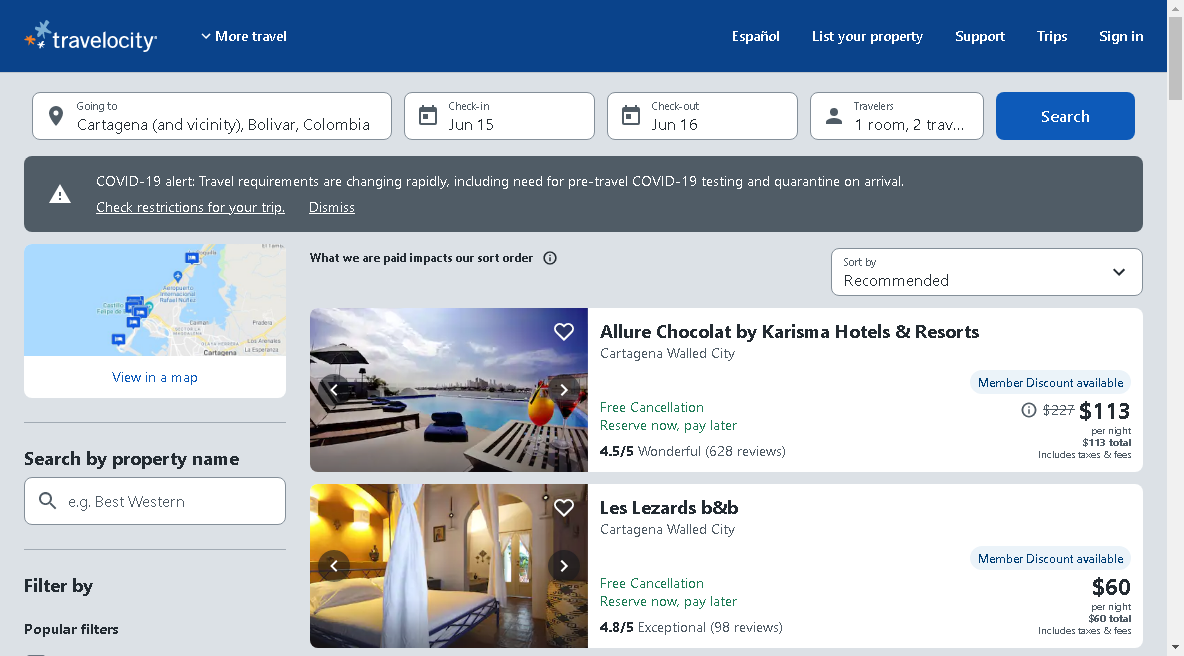 travelocity
More travel
Español
List your property
Support
Trips
Sign in
Going to
Cartagena (and vicinity), Bolivar, Colombia
Check-in
Jun 15
Check-out
Jun 16
Travelers
1 room, 2 trav...
Search
COVID-19 alert: Travel requirements are changing rapidly, including need for pre-travel COVID-19 testing and quarantine on arrival.
Check restrictions for your trip.
Dismiss
Aeropuerto
Internacional
Rafael Núñez
Cartagena
La Esperanza
Pradera
View in a map
What we are paid impacts our sort order
Sort by
Recommended
Search by property name
e.g. Best Western
Filter by
Popular filters
Allure Chocolat by Karisma Hotels & Resorts
Cartagena Walled City
Member Discount available
Free Cancellation
Reserve now, pay later
$227 $113
per night
$113 total
Includes taxes & fees
4.5/5 Wonderful (628 reviews)
Les Lezards b&b
Cartagena Walled City
Member Discount available
Free Cancellation
Reserve now, pay later
$60
per night
$60 total
Includes taxes & fees
4.8/5 Exceptional (98 reviews)